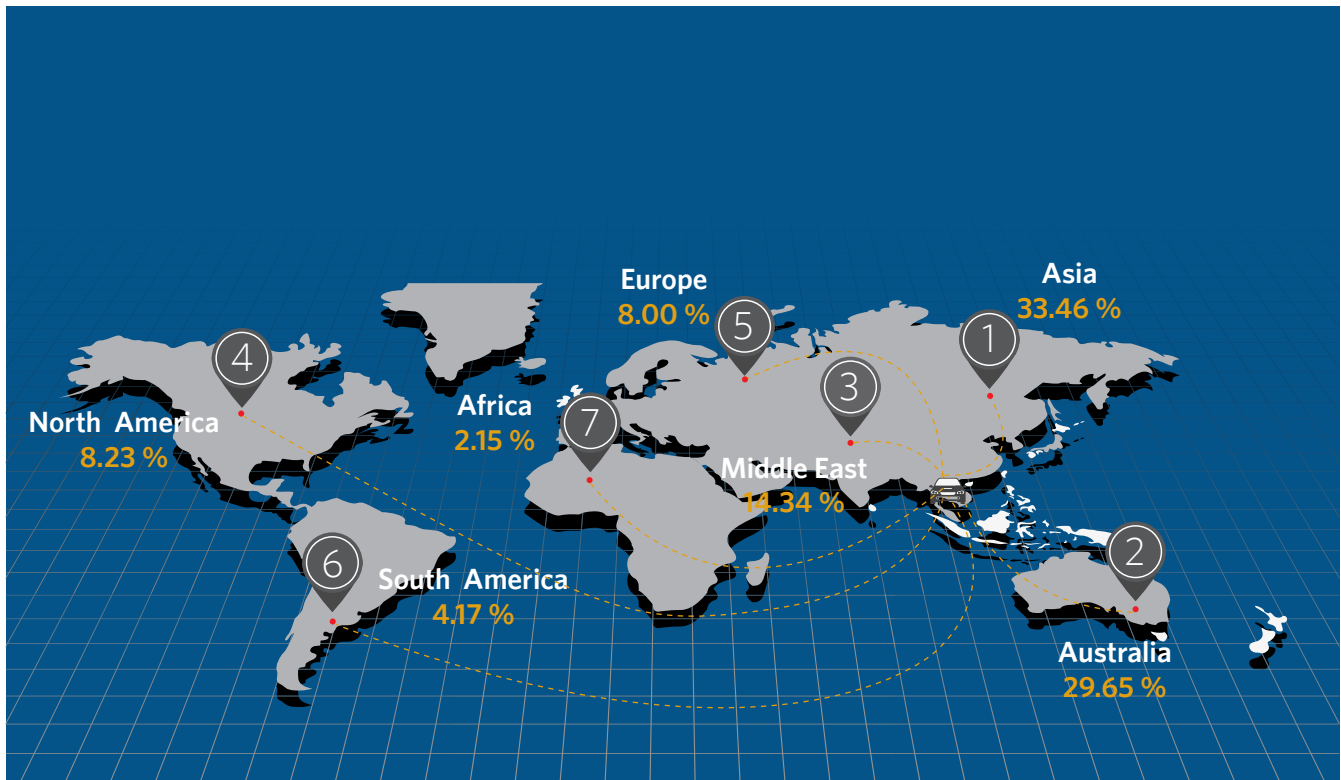 Europe
8.00 %
5
Asia
33.46 %
1
4
North America
8.23 %
3
Middle East
14.34 %
Africa
2.15 %
7
6
South America
4.17 %
2
Australia
29.65 %